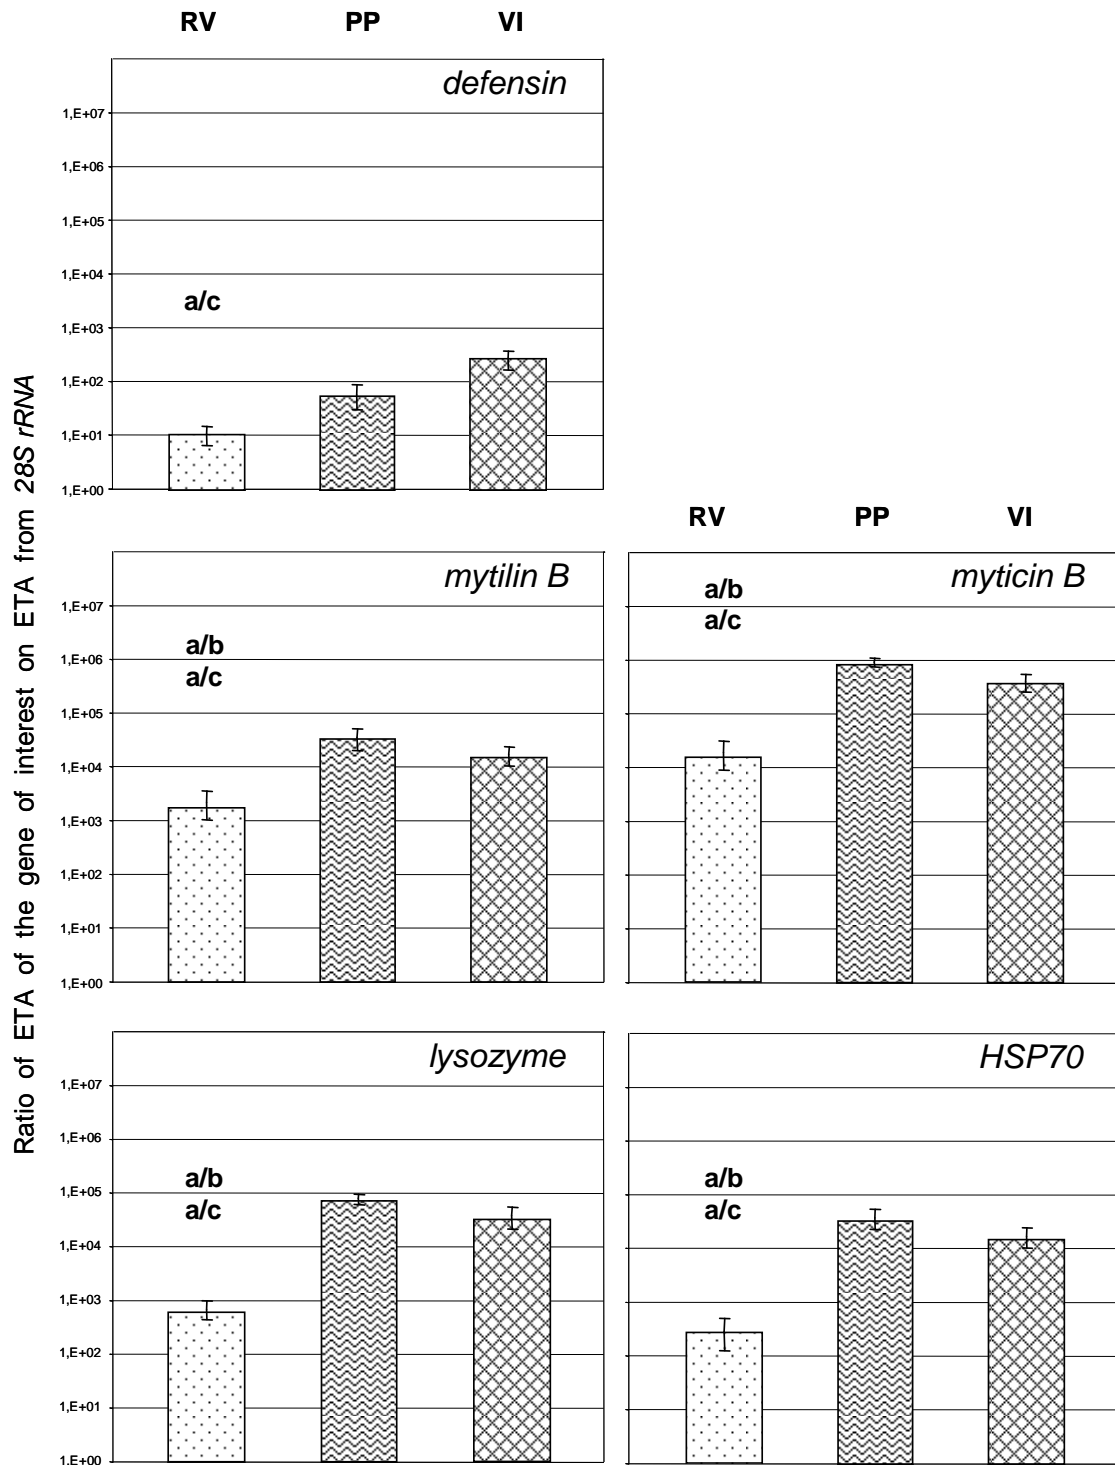 RV PP VI
defensin
1,E+07
1,E+06
1,E+05
1,E+04
a/c
1,E+03
1,E+02
1,E+01
1,E+00
Ratio of ETA of the gene of interest on ETA from 28S rRNA
RV PP VI
mytilin B
1,E+07
a/b
1,E+06
a/c
1,E+05
1,E+04
1,E+03
1,E+02
1,E+01
1,E+00
myticin B
a/b
a/c
lysozyme
1,E+07
1,E+06
a/b
1,E+05
a/c
1,E+04
1,E+03
1,E+02
1,E+01
1,E+00
HSP70
a/b
a/c